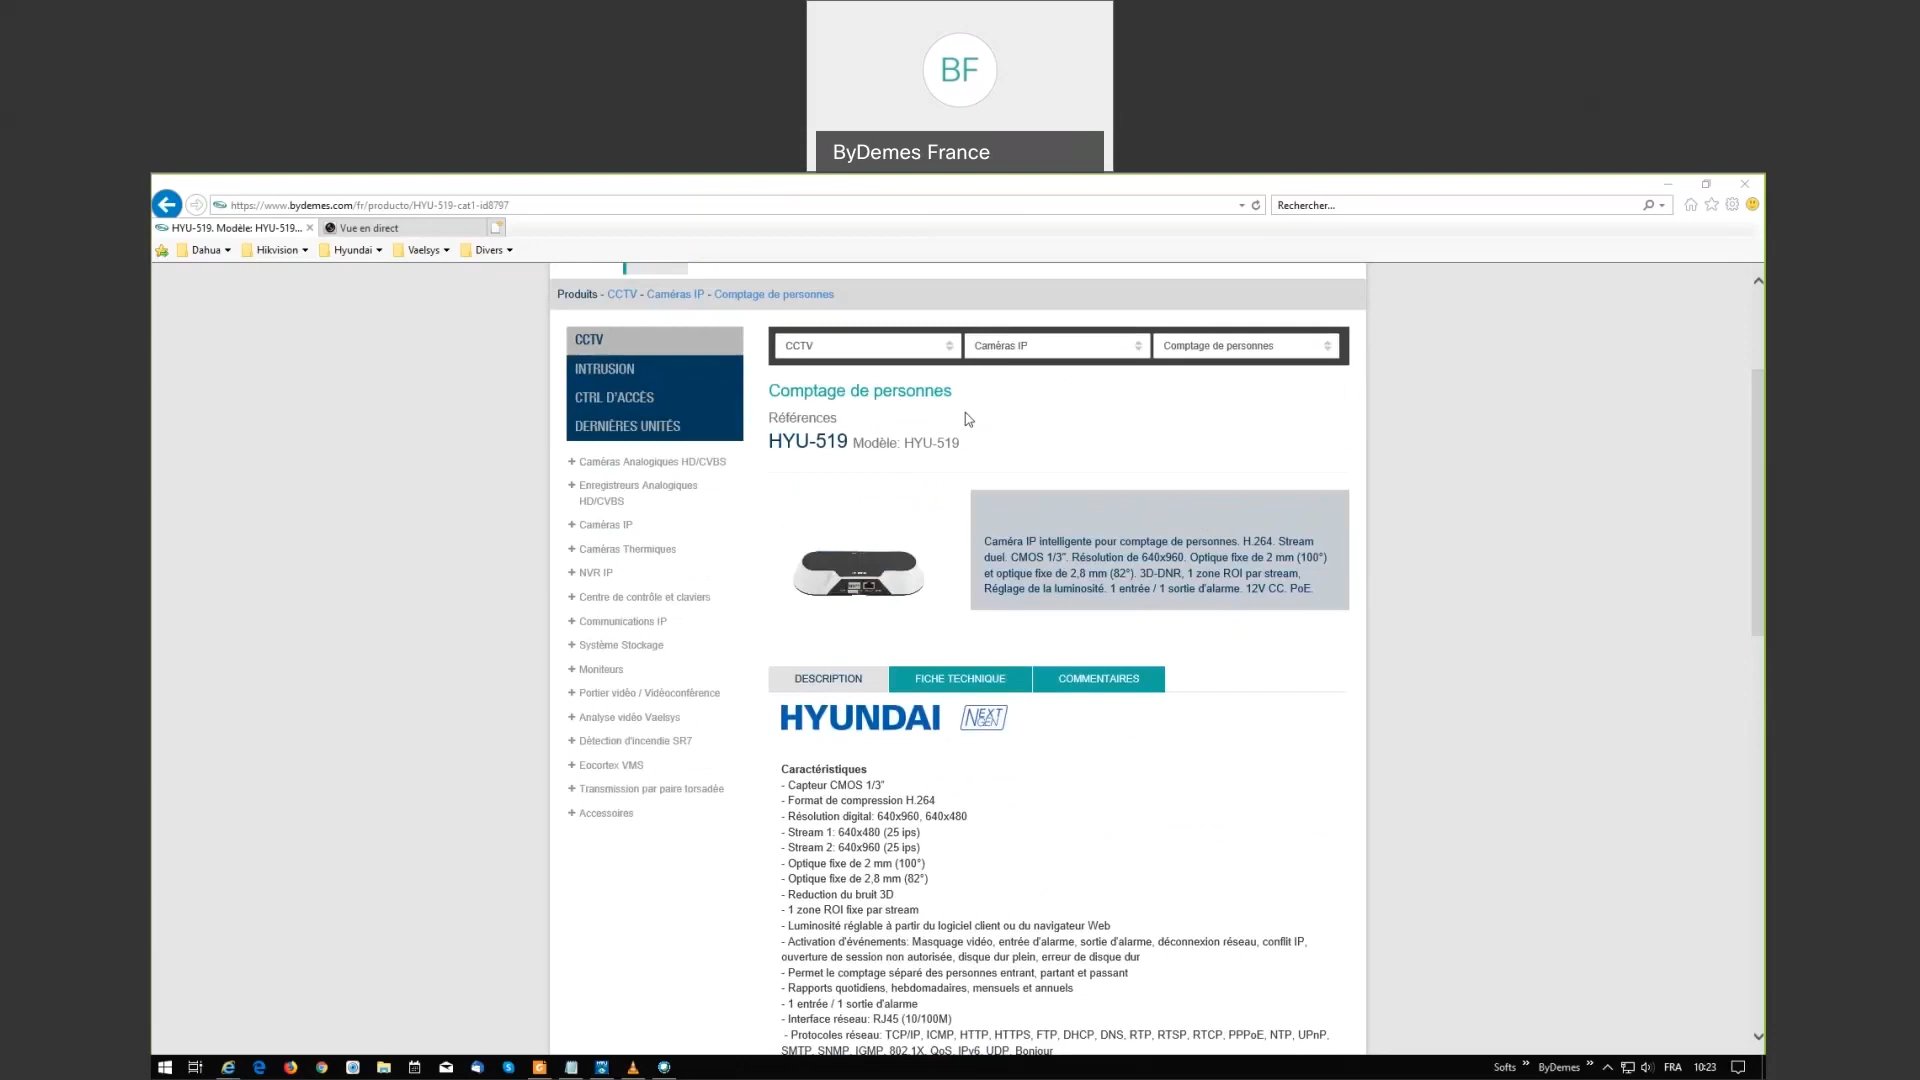 BF
ByDemes France
https://www.bydemes.com/fr/producto/HYU-519-cat1-id8797
Rechercher...
HYU-519. Modèle: HYU-519...
Vue en direct
Dahua
Hikvision
Hyundai
Vaelsys
Divers
Produits - CCTV - Caméras IP - Comptage de personnes
CCTV
INTRUSION
CTRL D'ACCÈS
DERNIÈRES UNITÉS
+ Caméras Analogiques HD/CVBS
+ Enregistreurs Analogiques
HD/CVBS
+ Caméras IP
+ Caméras Thermiques
+ NVR IP
+ Centre de contrôle et claviers
+ Communications IP
+ Système Stockage
+ Moniteurs
+ Portier vidéo / Vidéoconférence
+ Analyse vidéo Vaelsys
+ Détection d'incendie SR7
+ Eocortex VMS
+ Transmission par paire torsadée
+ Accessoires
CCTV
Caméras IP
Comptage de personnes
Comptage de personnes
Références
HYU-519 Modèle: HYU-519
Caméra IP intelligente pour comptage de personnes. H.264. Stream
duel. CMOS 1/3". Résolution de 640x960. Optique fixe de 2 mm (100°)
et optique fixe de 2,8 mm (82°). 3D-DNR, 1 zone ROI par stream,
Réglage de la luminosité. 1 entrée / 1 sortie d'alarme. 12V CC. PoE.
DESCRIPTION
FICHE TECHNIQUE
COMMENTAIRES
HYUNDAI
NEXT
GEN
Caractéristiques
- Capteur CMOS 1/3"
- Format de compression H.264
- Résolution digital: 640x960, 640x480
- Stream 1: 640x480 (25 ips)
- Stream 2: 640x960 (25 ips)
- Optique fixe de 2 mm (100°)
- Optique fixe de 2,8 mm (82°)
- Reduction du bruit 3D
- 1 zone ROI fixe par stream
- Luminosité réglable à partir du logiciel client ou du navigateur Web
- Activation d'événements: Masquage vidéo, entrée d'alarme, sortie d'alarme, déconnexion réseau, conflit IP,
ouverture de session non autorisée, disque dur plein, erreur de disque dur
- Permet le comptage séparé des personnes entrant, partant et passant
- Rapports quotidiens, hebdomadaires, mensuels et annuels
- 1 entrée / 1 sortie d'alarme
- Interface réseau: RJ45 (10/100M)
- Protocoles réseau: TCP/IP, ICMP, HTTP, HTTPS, FTP, DHCP, DNS, RTP, RTSP, RTCP, PPPoE, NTP, UPnP,
SMTP, SNMP, IGMP, 802.1X, QoS, IPv6, UDP, Bonjour
Softs
ByDemes
FRA
10:23